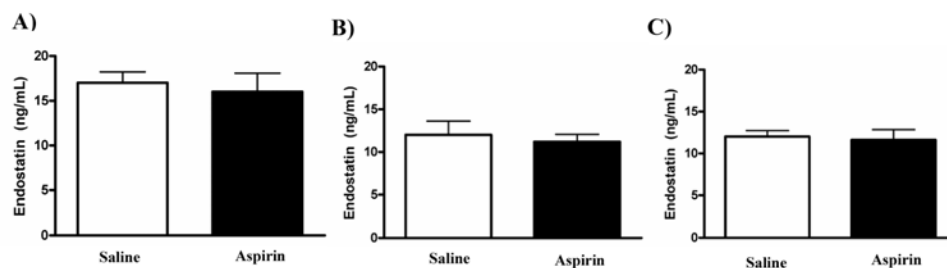 A)
Endostatin (ng/mL)
20
15
10
5
0
Saline
Aspirin
B)
Endostatin (ng/mL)
20
15
10
5
0
Saline
Aspirin
C)
Endostatin (ng/mL)
20
15
10
5
0
Saline
Aspirin